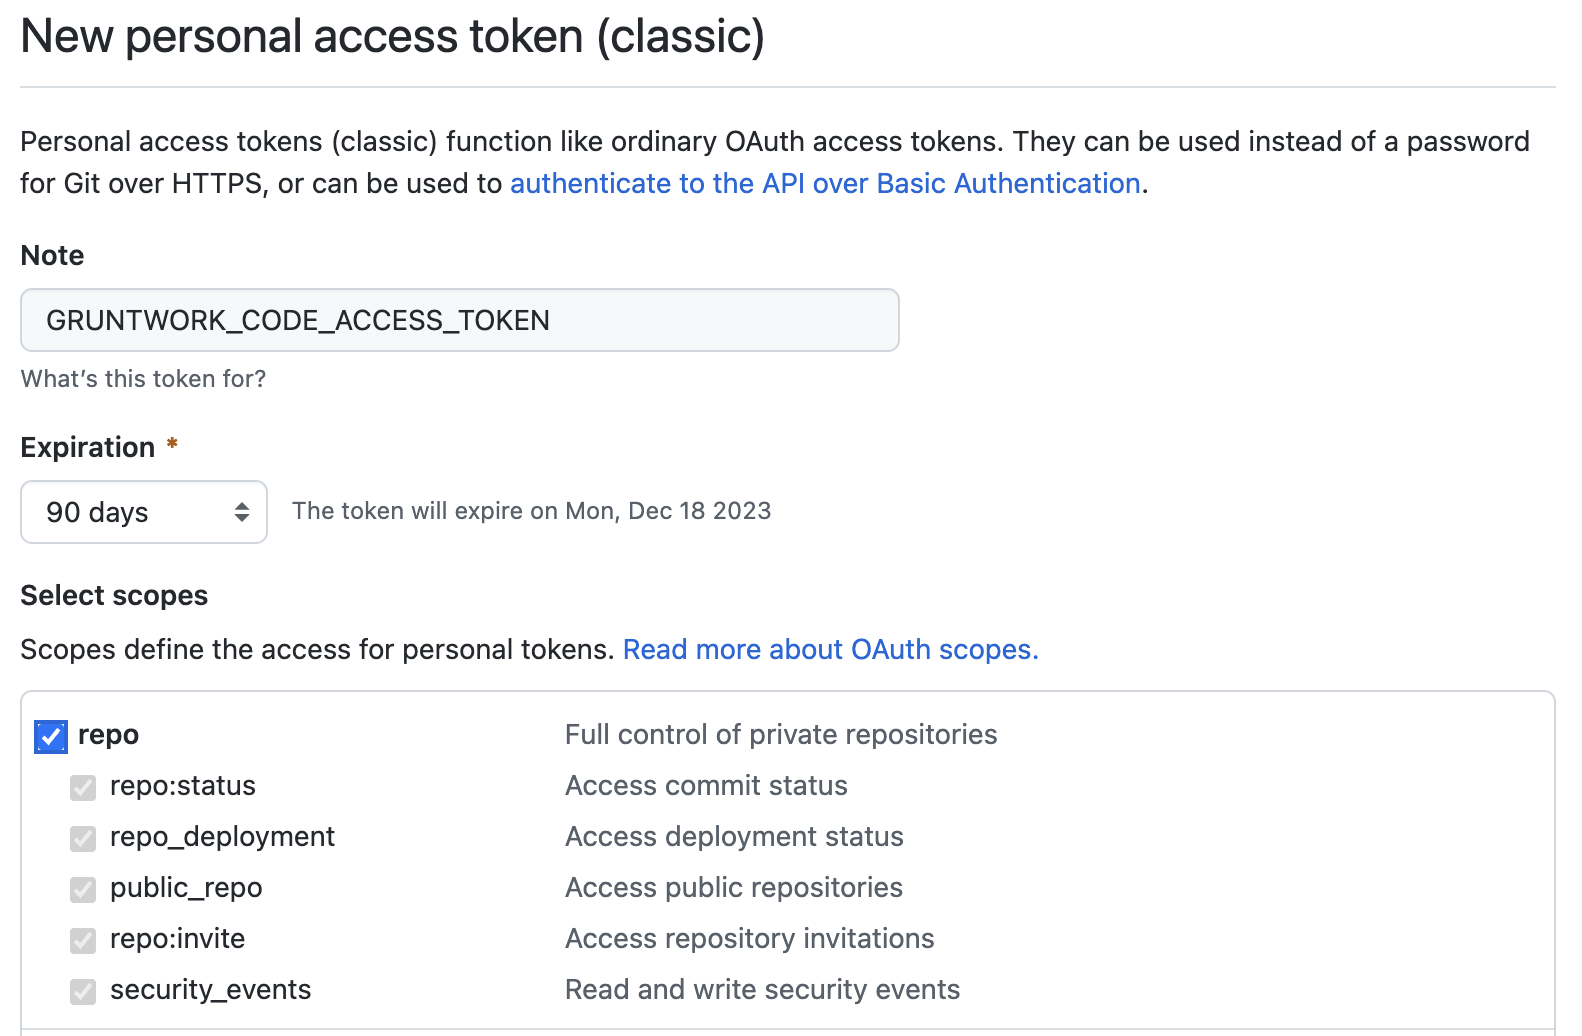 New personal access token (classic)
Personal access tokens (classic) function like ordinary OAuth access tokens. They can be used instead of a password
for Git over HTTPS, or can be used to authenticate to the API over Basic Authentication.
Note
GRUNTWORK_CODE_ACCESS_TOKEN
What’s this token for?
Expiration *
90 days The token will expire on Mon, Dec 18 2023
Select scopes
Scopes define the access for personal tokens. Read more about OAuth scopes.
repo Full control of private repositories
repo:status Access commit status
repo_deployment Access deployment status
public_repo Access public repositories
repo:invite Access repository invitations
security_events Read and write security events